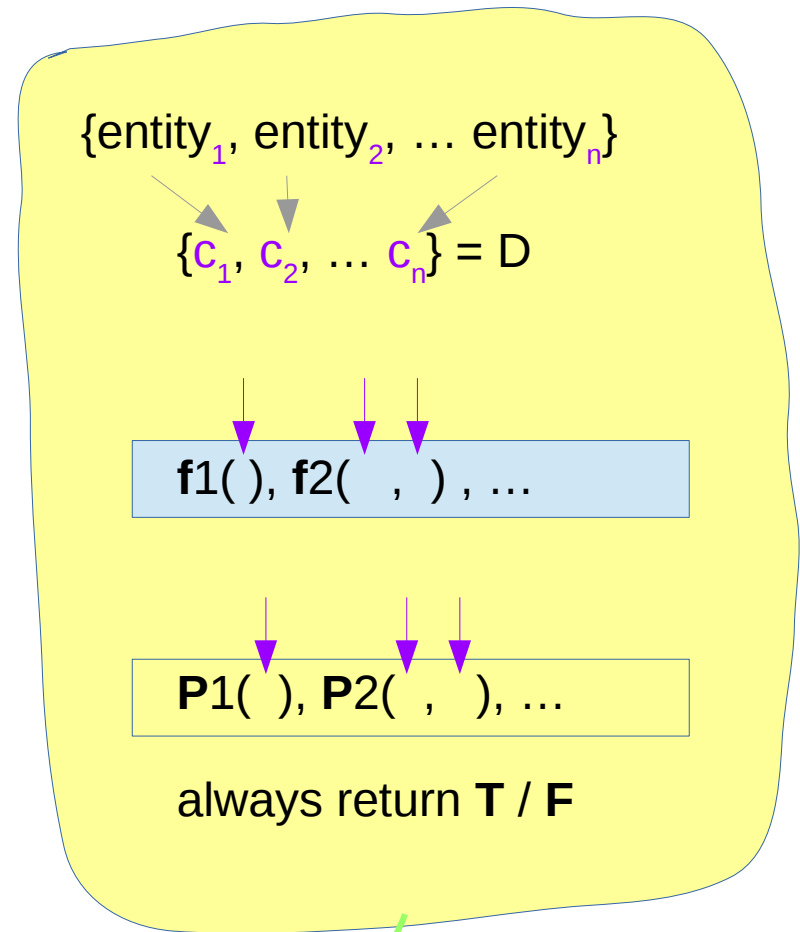 {entity₁, entity₂, … entityₙ}
{c₁, c₂, … cₙ} = D
f1( ), f2(   ,  ) , …
P1(  ), P2(  ,   ), …
always return T / F